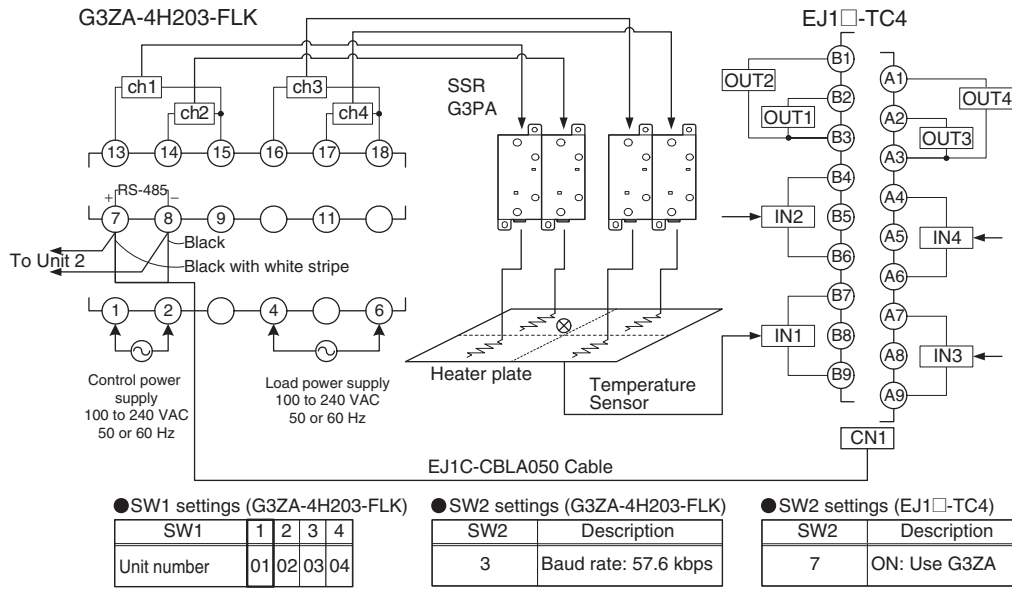 G3ZA-4H203-FLK
EJ1□-TC4
ch1
ch2
ch3
ch4
SSR
G3PA
13
14
15
16
17
18
+
RS-485
−
7
8
9
11
Black
Black with white stripe
To Unit 2
1
2
4
6
Control power
supply
100 to 240 VAC
50 or 60 Hz
Load power supply
100 to 240 VAC
50 or 60 Hz
Heater plate
Temperature
Sensor
B1
OUT2
B2
OUT1
B3
B4
IN2
B5
B6
B7
IN1
B8
B9
A1
OUT4
A2
OUT3
A3
A4
A5
IN4
A6
A7
A8
IN3
A9
CN1
EJ1C-CBLA050 Cable
●SW1 settings (G3ZA-4H203-FLK)
SW1 1 2 3 4
Unit number 01 02 03 04
●SW2 settings (G3ZA-4H203-FLK)
SW2 Description
3 Baud rate: 57.6 kbps
●SW2 settings (EJ1□-TC4)
SW2 Description
7 ON: Use G3ZA